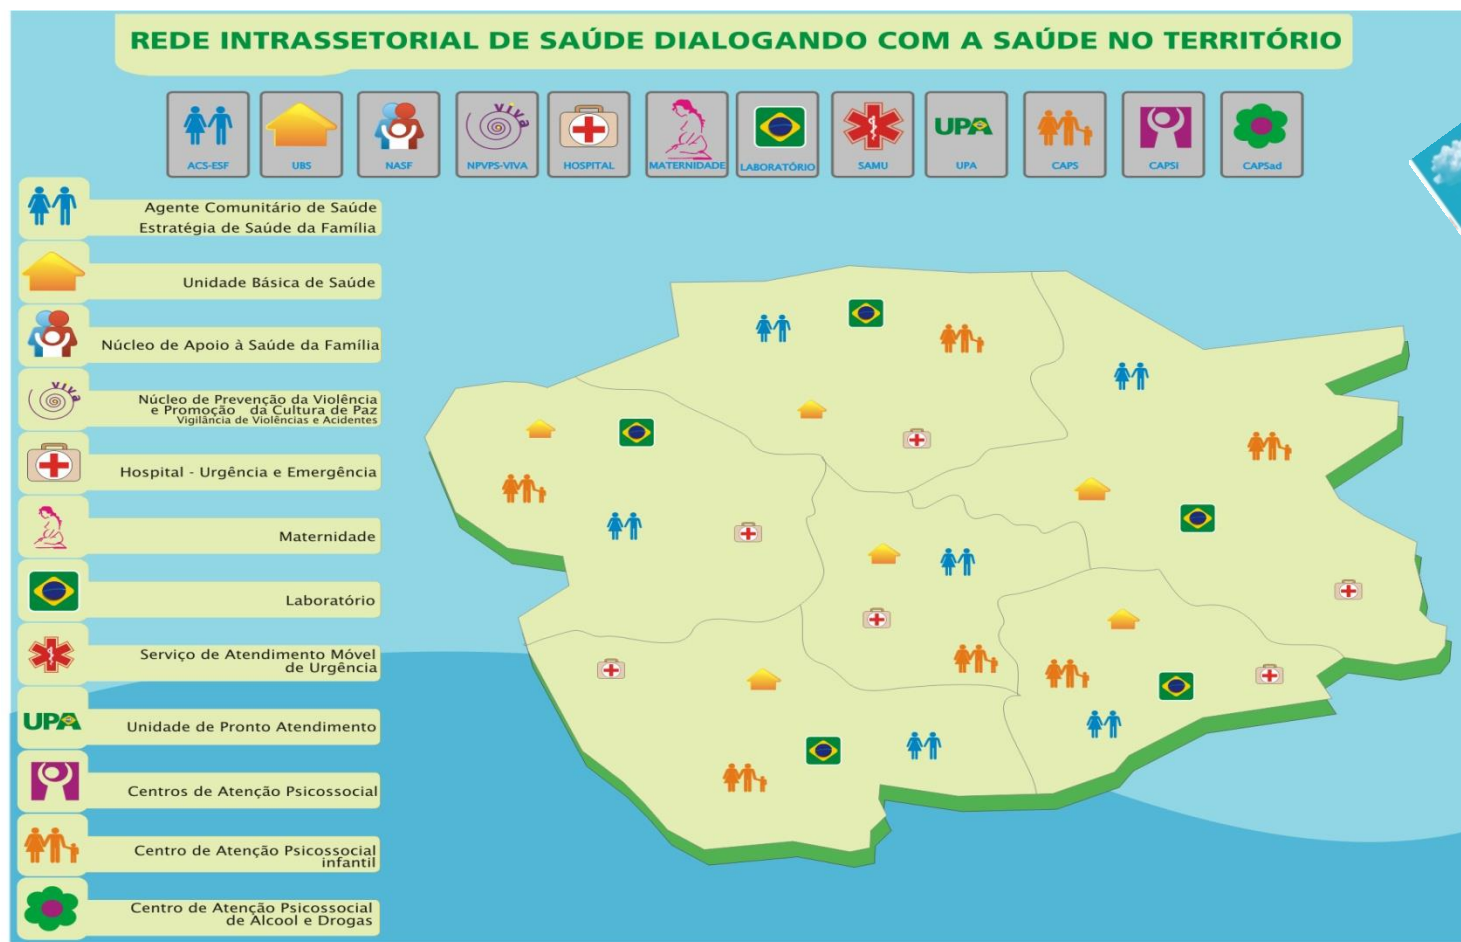 REDE INTRASSETORIAL DE SAÚDE DIALOGANDO COM A SAÚDE NO TERRITÓRIO
ACS-ESF
UBS
NASF
viva
NPVPS-VIVA
HOSPITAL
MATERNIDADE
LABORATÓRIO
SAMU
UPA
UPA
CAPS
CAPSI
CAPSad
Agente Comunitário de Saúde
Estratégia de Saúde da Família
Unidade Básica de Saúde
Núcleo de Apoio à Saúde da Família
viva
Núcleo de Prevenção da Violência
e Promoção da Cultura de Paz
Vigilância de Violências e Acidentes
Hospital - Urgência e Emergência
Maternidade
Laboratório
Serviço de Atendimento Móvel
de Urgência
UPA
Unidade de Pronto Atendimento
Centros de Atenção Psicossocial
Centro de Atenção Psicossocial
infantil
Centro de Atenção Psicossocial
de Alcool e Drogas